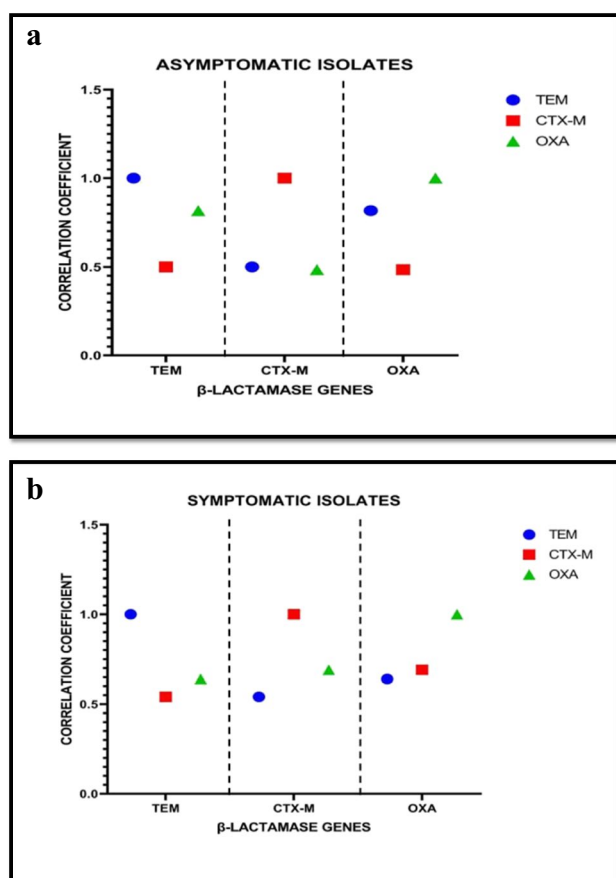 a
ASYMPTOMATIC ISOLATES
1.5
1.0
0.5
0.0
CORRELATION COEFFICIENT
TEM
CTX-M
OXA
β-LACTAMASE GENES
TEM
CTX-M
OXA
b
SYMPTOMATIC ISOLATES
1.5
1.0
0.5
0.0
CORRELATION COEFFICIENT
TEM
CTX-M
OXA
β-LACTAMASE GENES
TEM
CTX-M
OXA